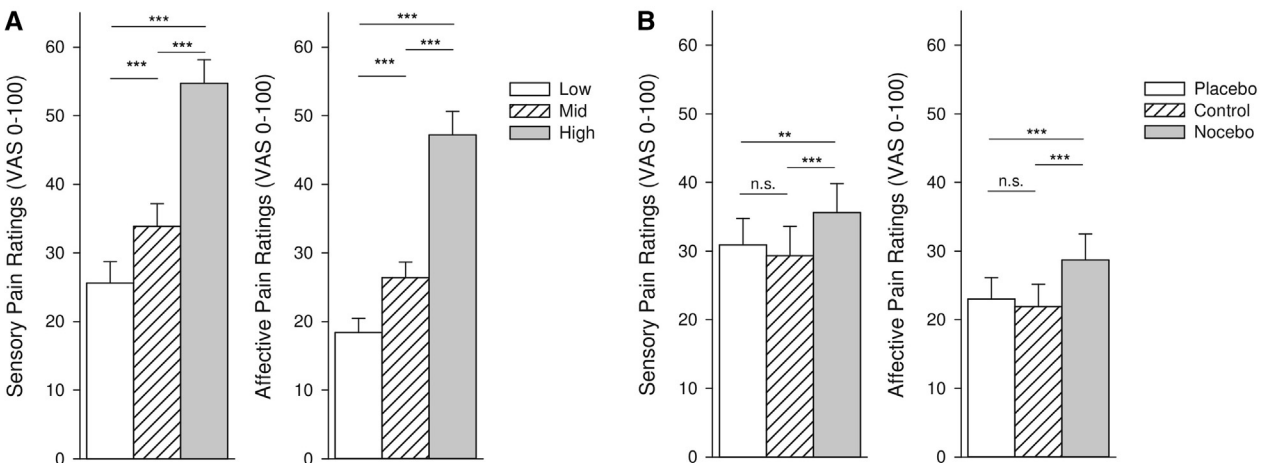 A
Sensory Pain Ratings (VAS 0-100)
60
50
40
30
20
10
0
***
***
***
Affective Pain Ratings (VAS 0-100)
60
50
40
30
20
10
0
***
***
***
Low
Mid
High
B
Sensory Pain Ratings (VAS 0-100)
60
50
40
30
20
10
0
**
***
n.s.
Affective Pain Ratings (VAS 0-100)
60
50
40
30
20
10
0
***
***
n.s.
Placebo
Control
Nocebo